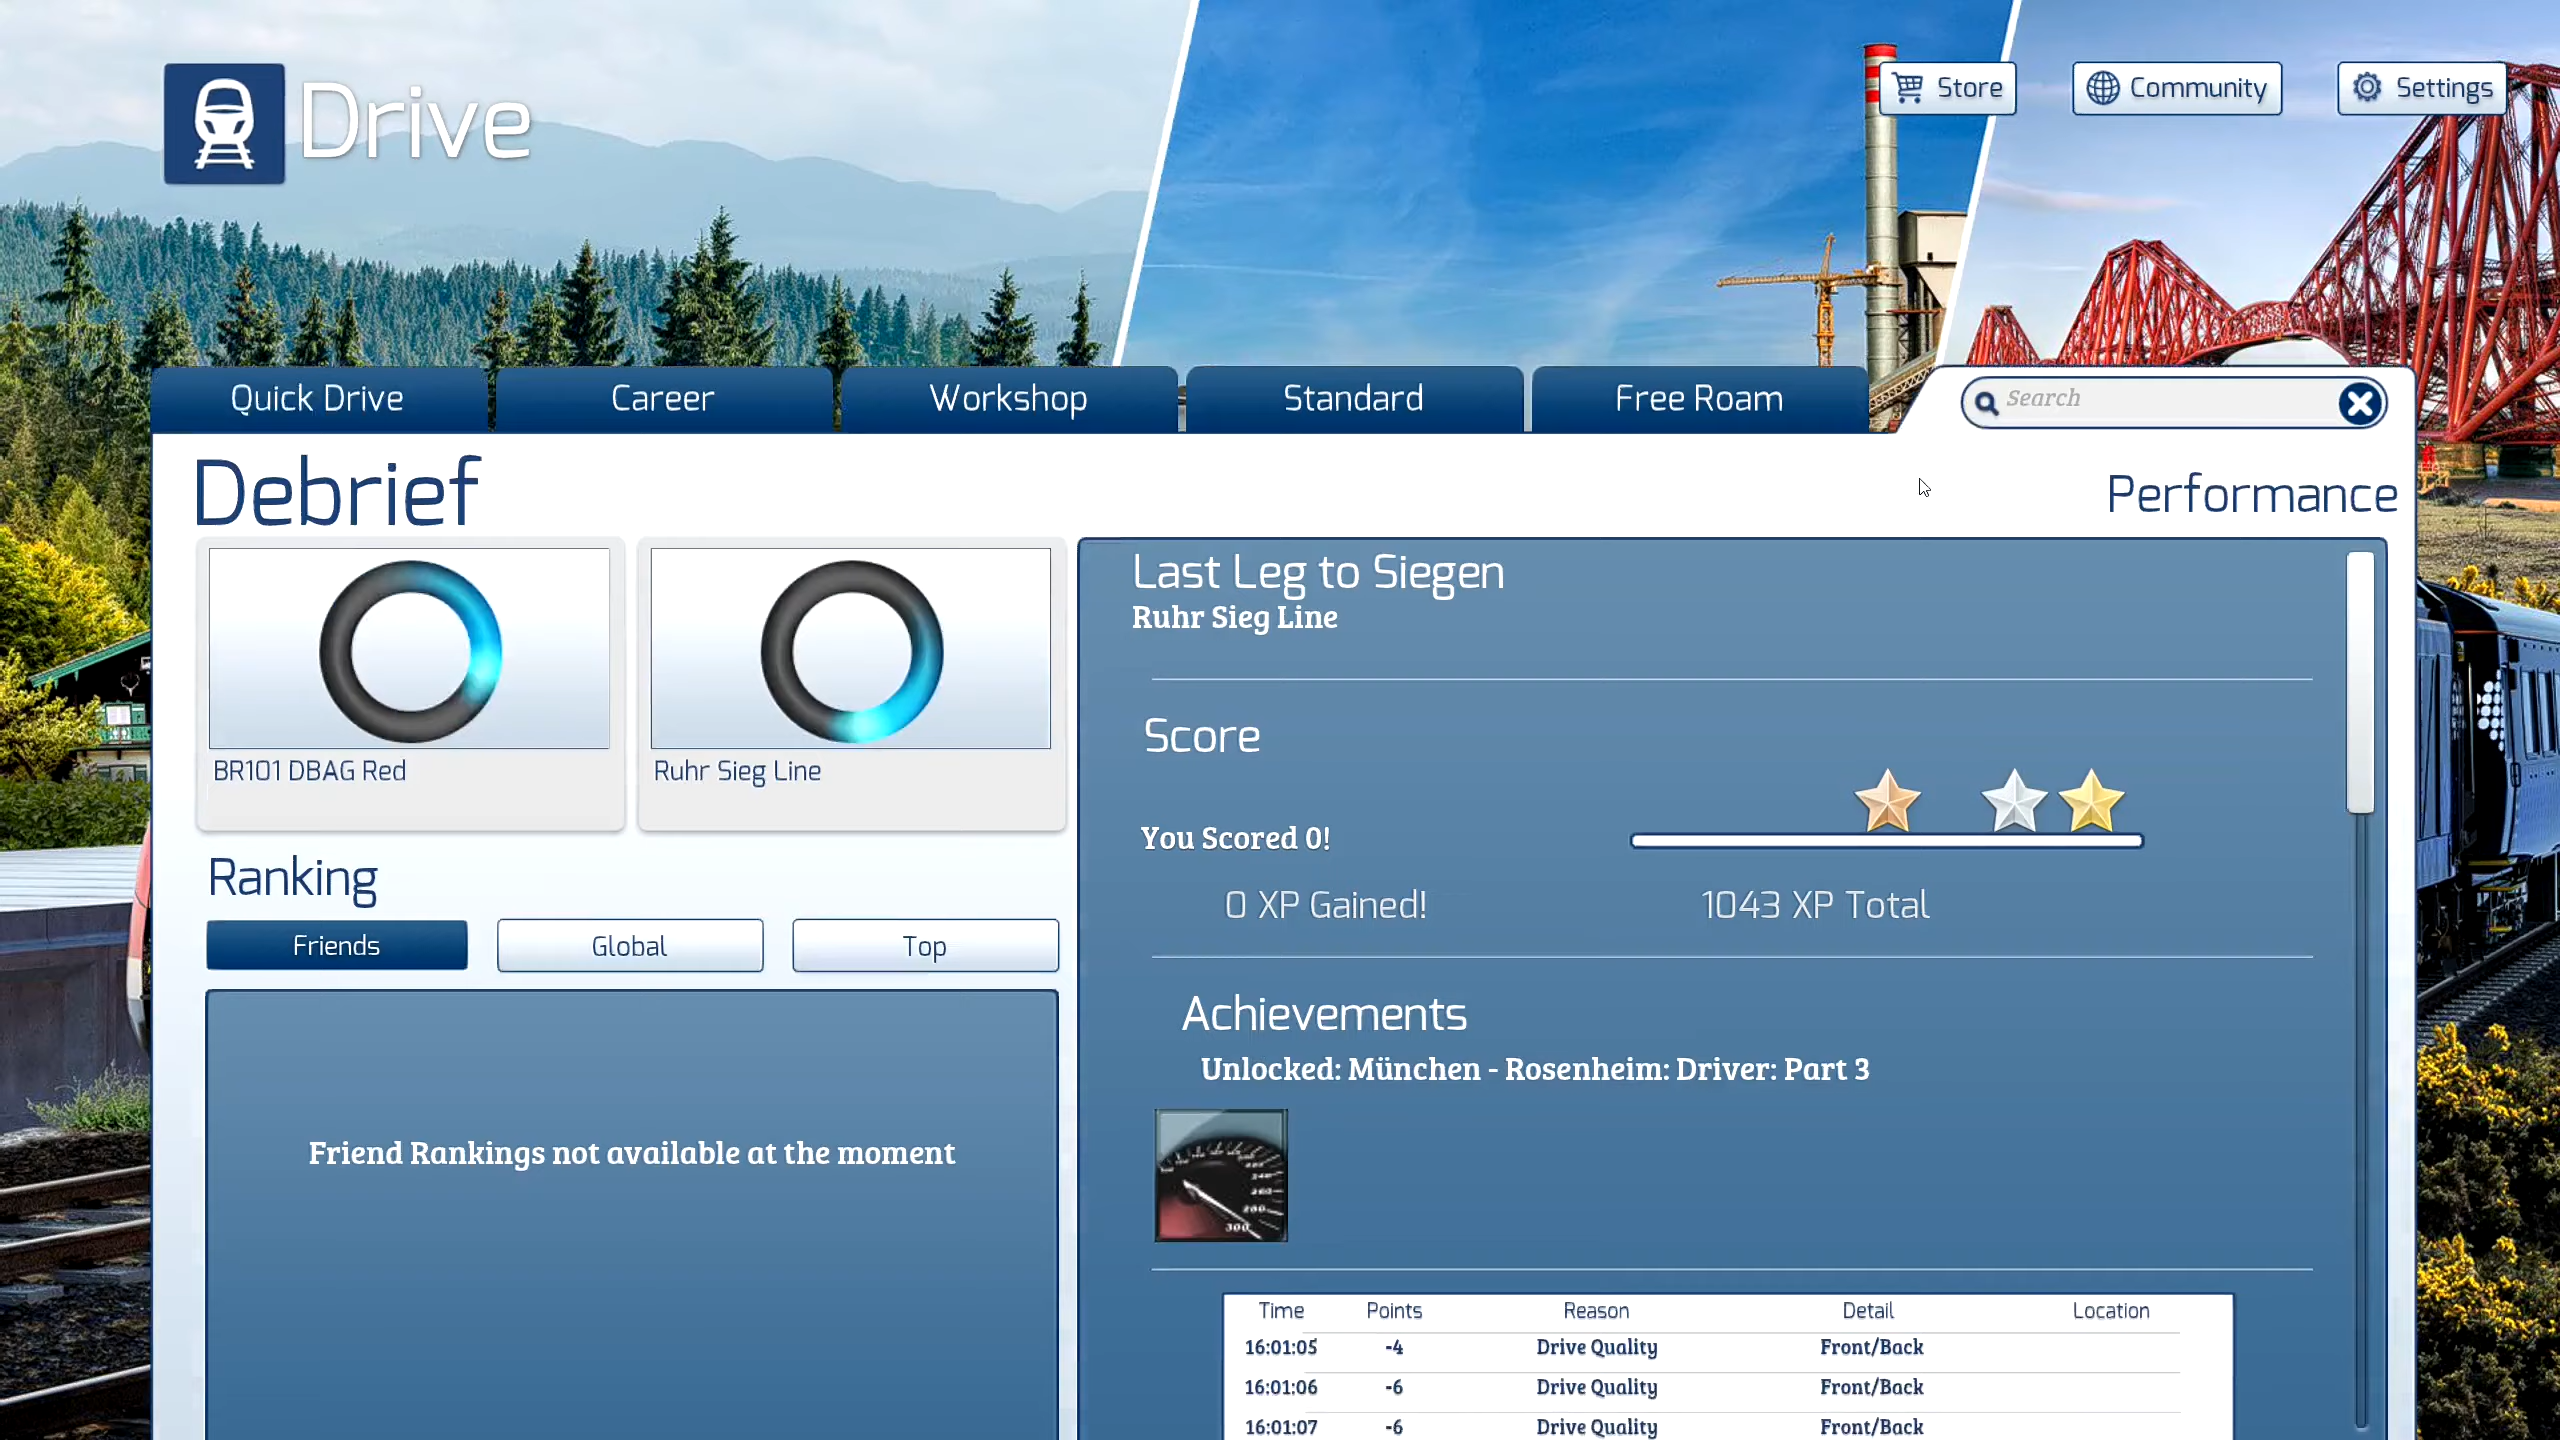 Drive
Store
Community
Settings
Quick Drive
Career
Workshop
Standard
Free Roam
Search
Debrief
Performance
BR101 DBAG Red
Ruhr Sieg Line
Ranking
Friends
Global
Top
Friend Rankings not available at the moment
Last Leg to Siegen
Ruhr Sieg Line
Score
You Scored 0!
0 XP Gained!
1043 XP Total
Achievements
Unlocked: München - Rosenheim: Driver: Part 3
300
Time Points Reason Detail Location
16:01:05 -4 Drive Quality Front/Back
16:01:06 -6 Drive Quality Front/Back
16:01:07 -6 Drive Quality Front/Back